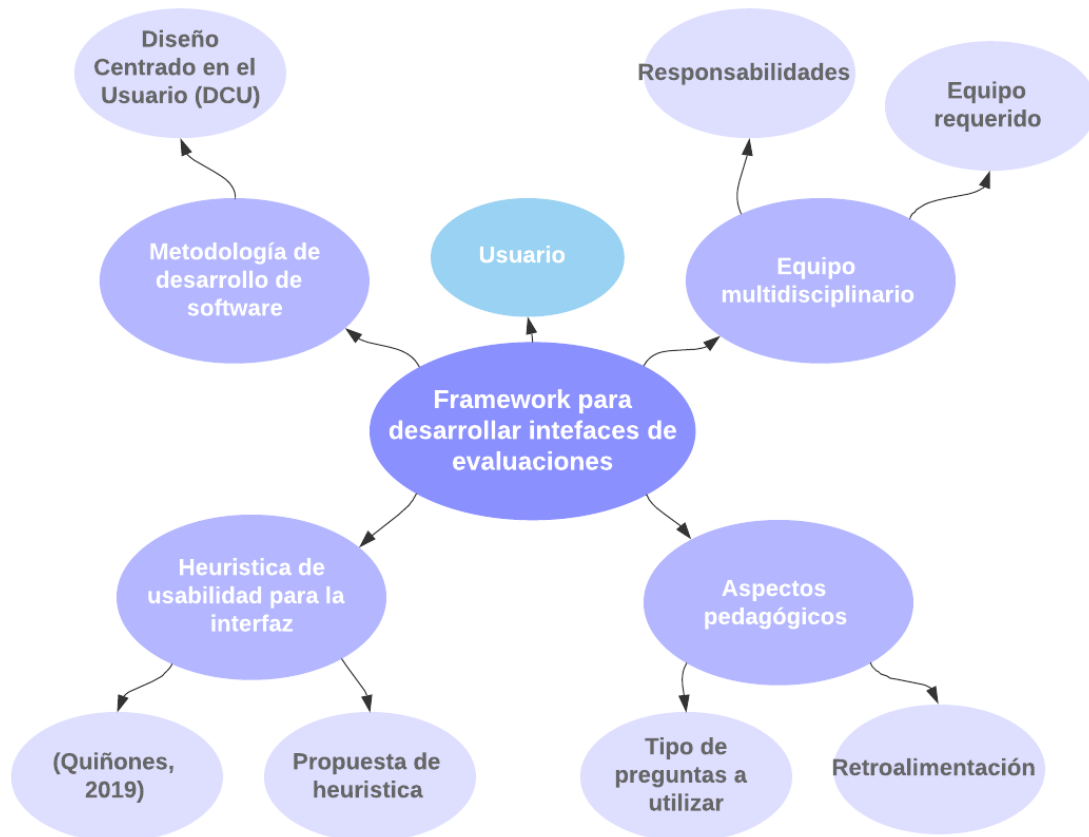 Diseño
Centrado en el
Usuario (DCU)
Responsabilidades
Equipo
requerido
Metodología de
desarrollo de
software
Usuario
Equipo
multidisciplinario
Framework para
desarrollar intefaces de
evaluaciones
Heuristica de
usabilidad para la
interfaz
Aspectos
pedagógicos
(Quiñones,
2019)
Propuesta de
heuristica
Tipo de
preguntas a
utilizar
Retroalimentación